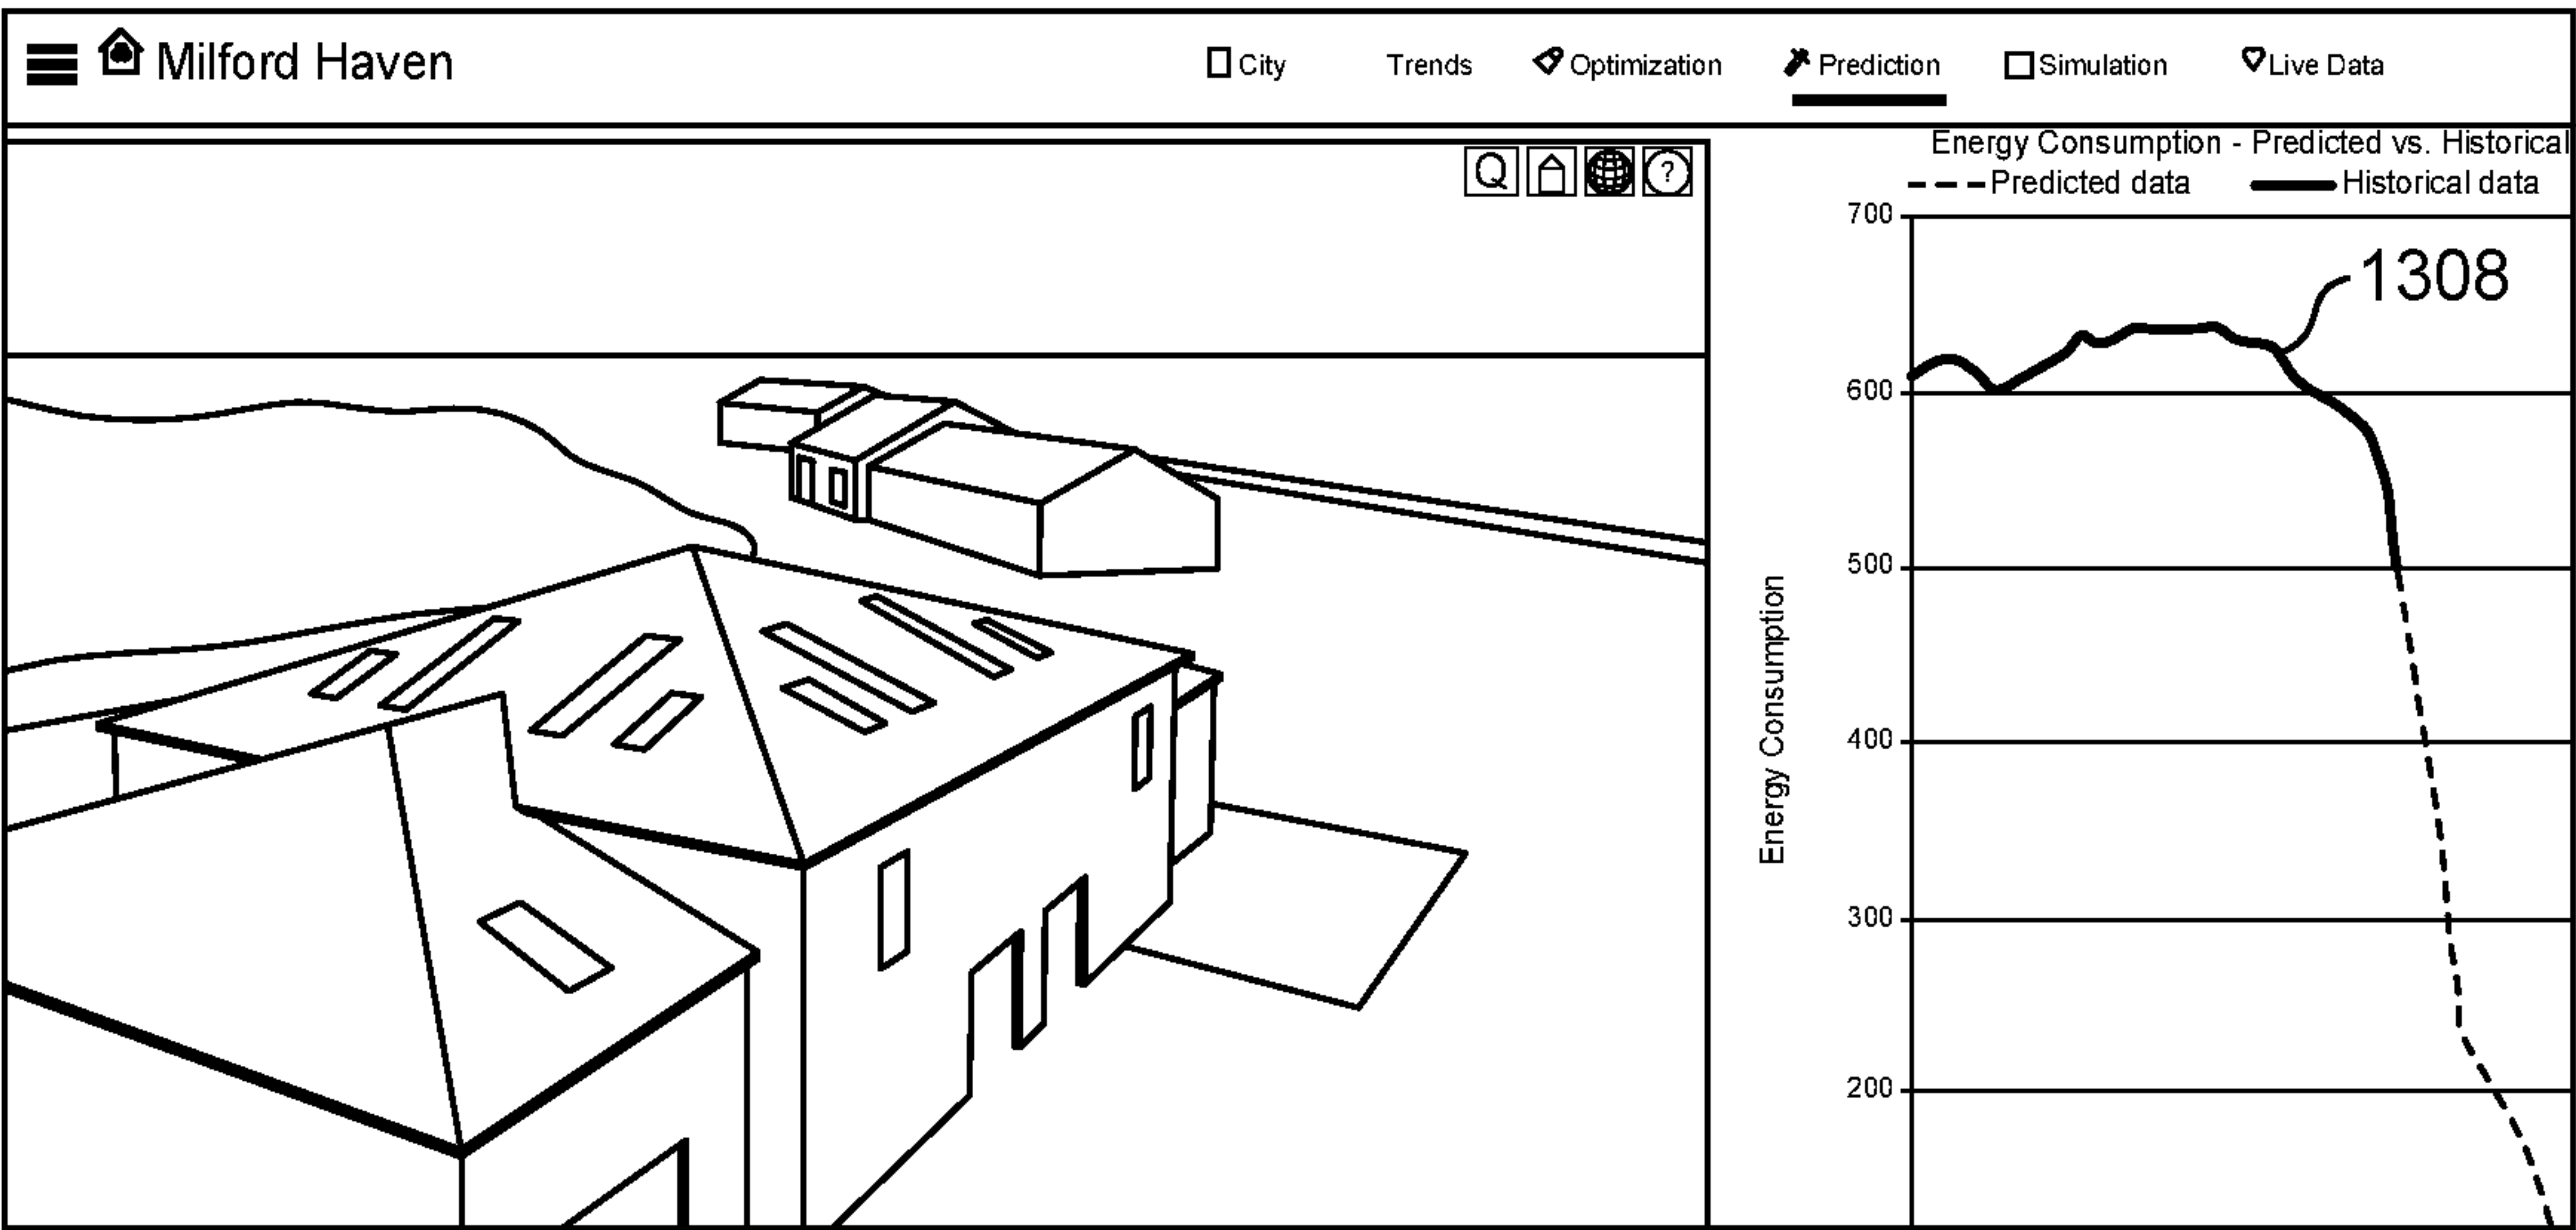 Milford Haven
City Trends Optimization Prediction Simulation Live Data
Q ?
Energy Consumption - Predicted vs. Historical
Predicted data Historical data
700
1308
600
500
Energy Consumption
400
300
200